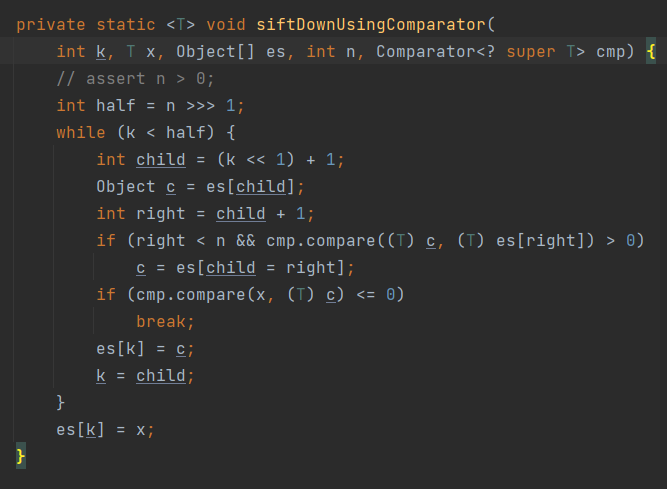 private static <T> void siftDownUsingComparator(
    int k, T x, Object[] es, int n, Comparator<? super T> cmp) {
    // assert n > 0;
    int half = n >>> 1;
    while (k < half) {
        int child = (k << 1) + 1;
        Object c = es[child];
        int right = child + 1;
        if (right < n && cmp.compare((T) c, (T) es[right]) > 0)
            c = es[child = right];
        if (cmp.compare(x, (T) c) <= 0)
            break;
        es[k] = c;
        k = child;
    }
    es[k] = x;
}